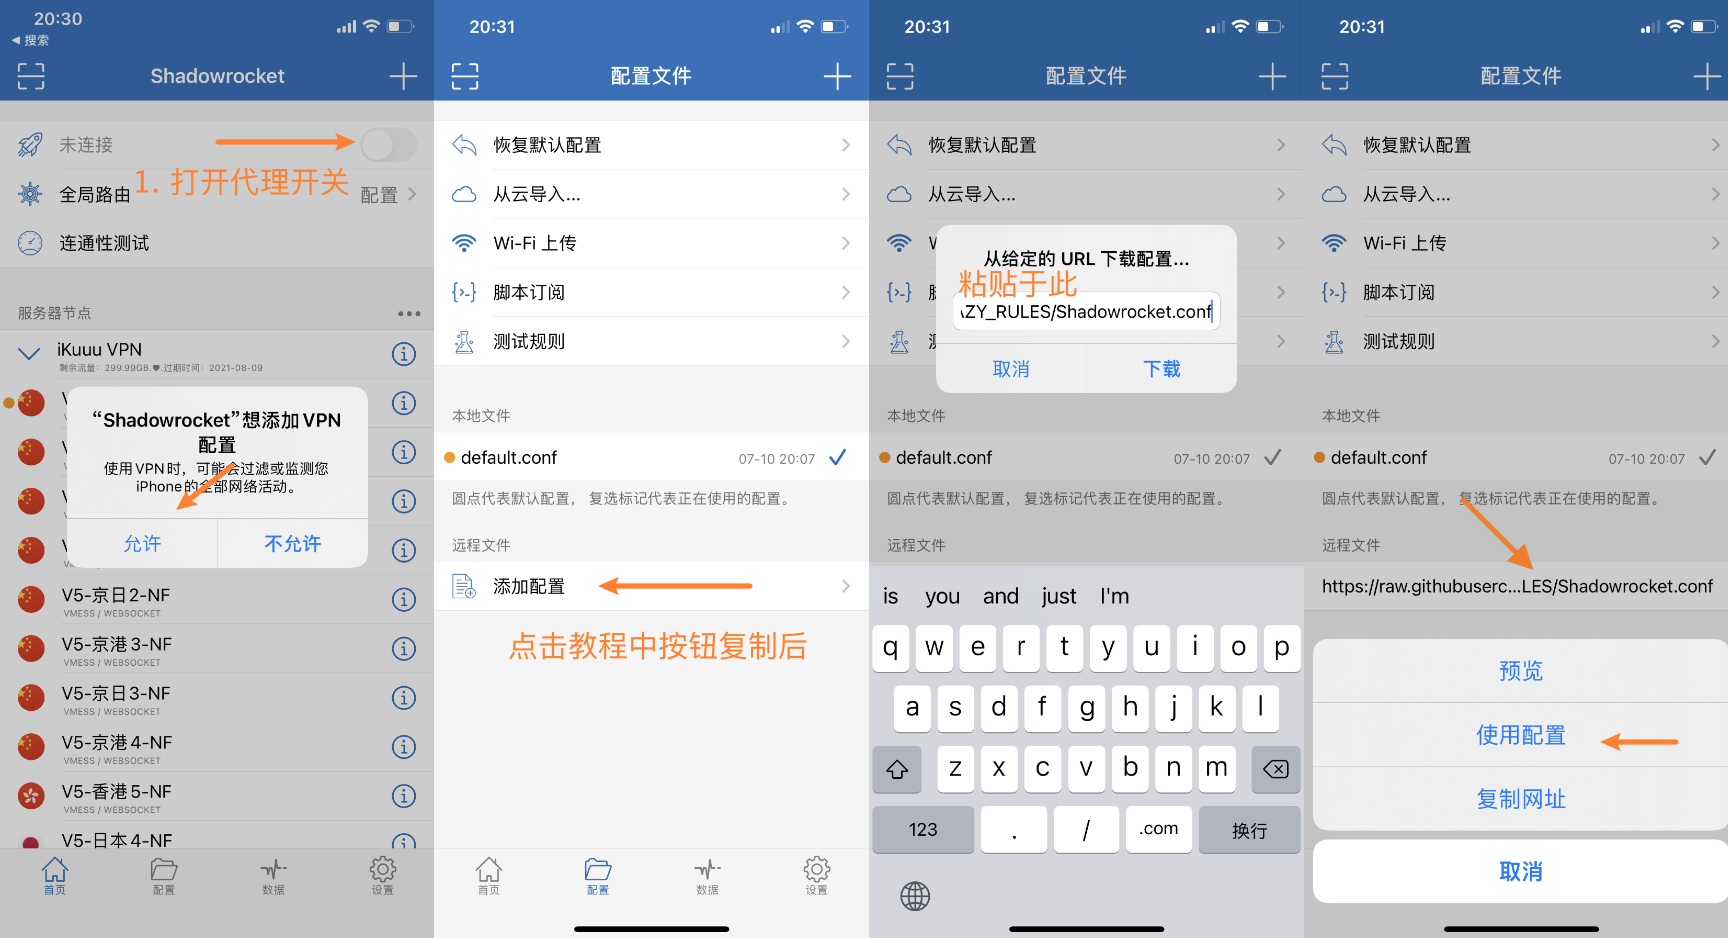 20:30
◀ 搜索
Shadowrocket
未连接
1. 打开代理开关
全局路由
配置
连通性测试
服务器节点
iKuuu VPN
剩余流量：299.99GB.♥.过期时间：2021-08-09
“Shadowrocket”想添加 VPN
配置
使用 VPN 时，可能会过滤或监测您
iPhone的全部网络活动。
允许
不允许
V5-京日2-NF
VMESS / WEBSOCKET
V5-京港3-NF
VMESS / WEBSOCKET
V5-京日3-NF
VMESS / WEBSOCKET
V5-京港4-NF
VMESS / WEBSOCKET
V5-香港5-NF
VMESS / WEBSOCKET
V5-日本4-NF
首页
配置
数据
设置
20:31
配置文件
恢复默认配置
从云导入...
Wi-Fi 上传
脚本订阅
测试规则
本地文件
default.conf
07-10 20:07
圆点代表默认配置， 复选标记代表正在使用的配置。
远程文件
添加配置
点击教程中按钮复制后
首页
配置
数据
设置
20:31
配置文件
恢复默认配置
从云导入...
从给定的 URL 下载配置...
粘贴于此
AZY_RULES/Shadowrocket.conf
取消
下载
本地文件
default.conf
07-10 20:07
圆点代表默认配置， 复选标记代表正在使用的配置。
远程文件
is you and just I'm
q w e r t y u i o p
a s d f g h j k l
z x c v b n m
123 . / .com 换行
20:31
配置文件
恢复默认配置
从云导入...
Wi-Fi 上传
脚本订阅
测试规则
本地文件
default.conf
07-10 20:07
圆点代表默认配置， 复选标记代表正在使用的配置。
远程文件
https://raw.githubuserc...LES/Shadowrocket.conf
预览
使用配置
复制网址
取消